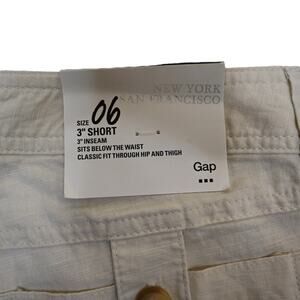 NEW YORK
SAN FRANCISCO
SIZE 06
3" SHORT
3" INSEAM
SITS BELOW THE WAIST
CLASSIC FIT THROUGH HIP AND THIGH
Gap